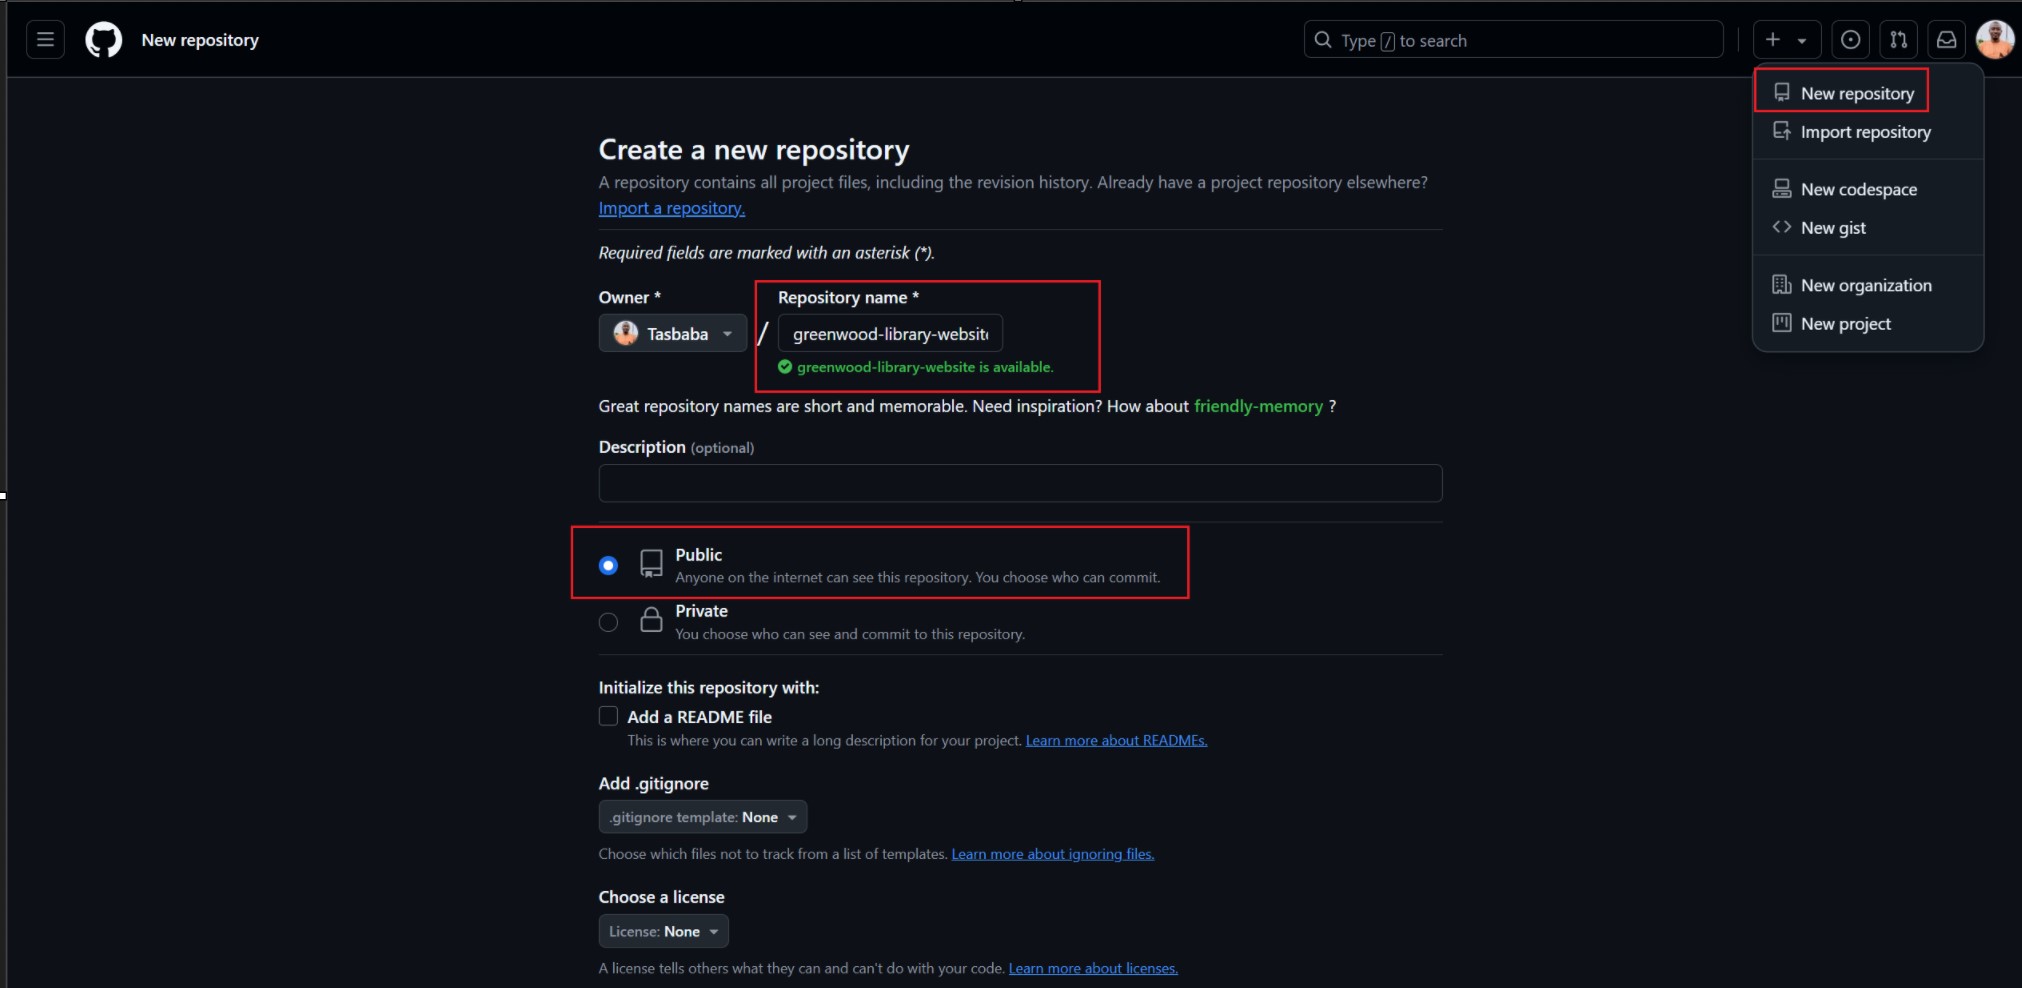 New repository
Type / to search
New repository
Import repository
New codespace
New gist
New organization
New project
Create a new repository
A repository contains all project files, including the revision history. Already have a project repository elsewhere?
Import a repository.
Required fields are marked with an asterisk (*).
Owner * Repository name *
Tasbaba / greenwood-library-website
greenwood-library-website is available.
Great repository names are short and memorable. Need inspiration? How about friendly-memory ?
Description (optional)
Public
Anyone on the internet can see this repository. You choose who can commit.
Private
You choose who can see and commit to this repository.
Initialize this repository with:
Add a README file
This is where you can write a long description for your project. Learn more about READMEs.
Add .gitignore
.gitignore template: None
Choose which files not to track from a list of templates. Learn more about ignoring files.
Choose a license
License: None
A license tells others what they can and can't do with your code. Learn more about licenses.